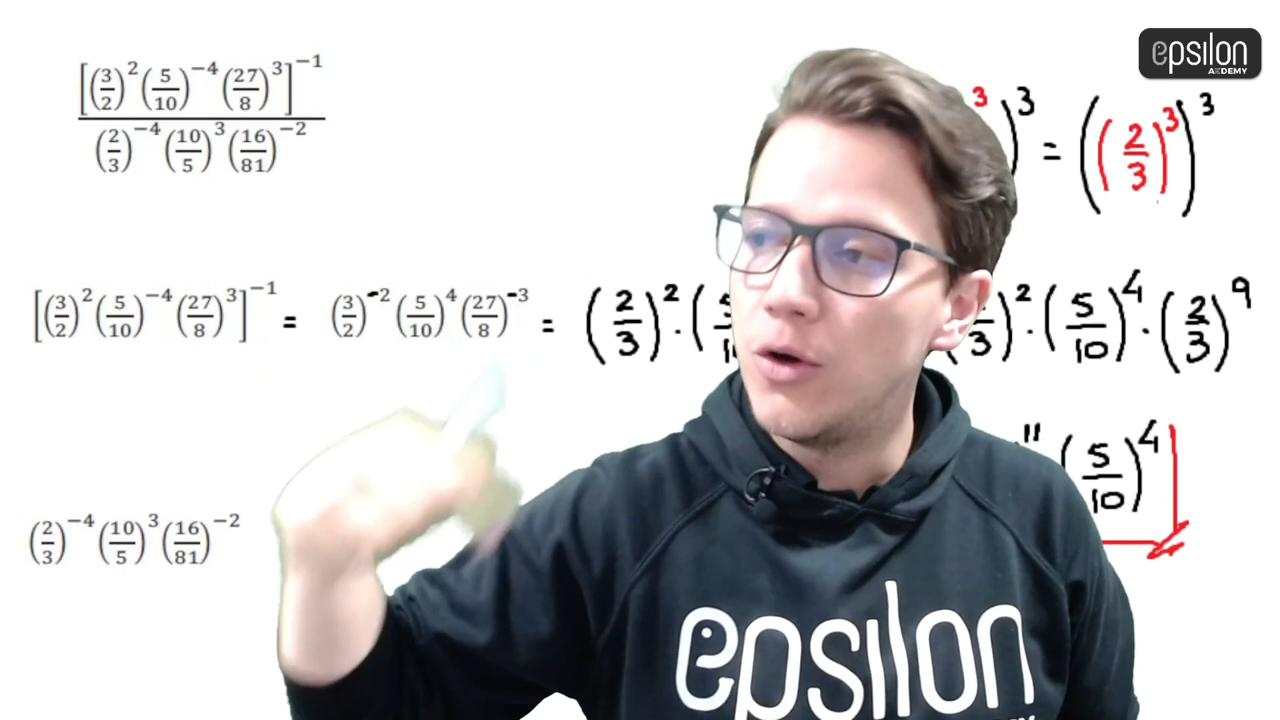 epsilon
AXDEMY
[(3/2)^2 (5/10)^-4 (27/8)^3]^-1
(2/3)^-4 (10/5)^3 (16/81)^-2
3 )^3 = ((2/3)^3)^3
[(3/2)^2 (5/10)^-4 (27/8)^3]^-1 = (3/2)^-2 (5/10)^4 (27/8)^-3 = (2/3)^2 · ( )^2 · (5/10)^4 · (2/3)^9
11 (5/10)^4
(2/3)^-4 (10/5)^3 (16/81)^-2
epsilon